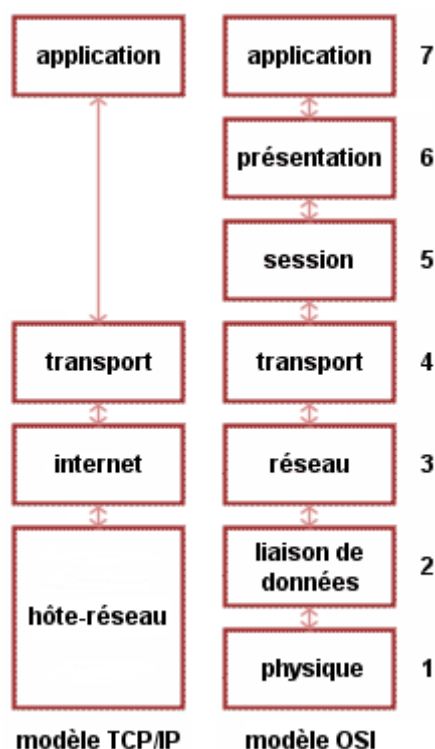 application
application
7
présentation
6
session
5
transport
transport
4
internet
réseau
3
hôte-réseau
liaison de
données
2
physique
1
modèle TCP/IP
modèle OSI